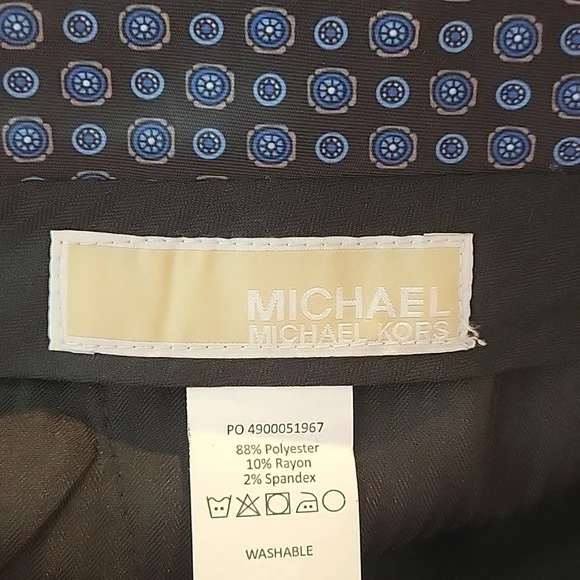 MICHAEL
MICHAEL KORS
PO 4900051967
88% Polyester
10% Rayon
2% Spandex
WASHABLE